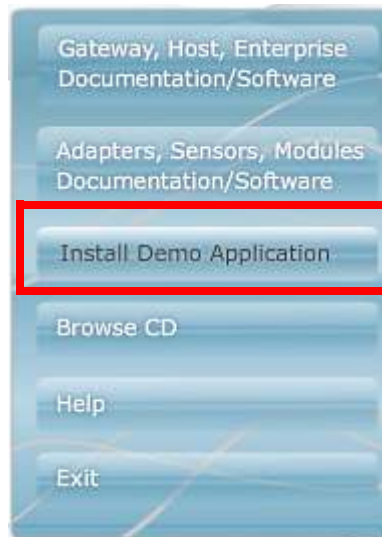 Gateway, Host, Enterprise
Documentation/Software
Adapters, Sensors, Modules
Documentation/Software
Install Demo Application
Browse CD
Help
Exit